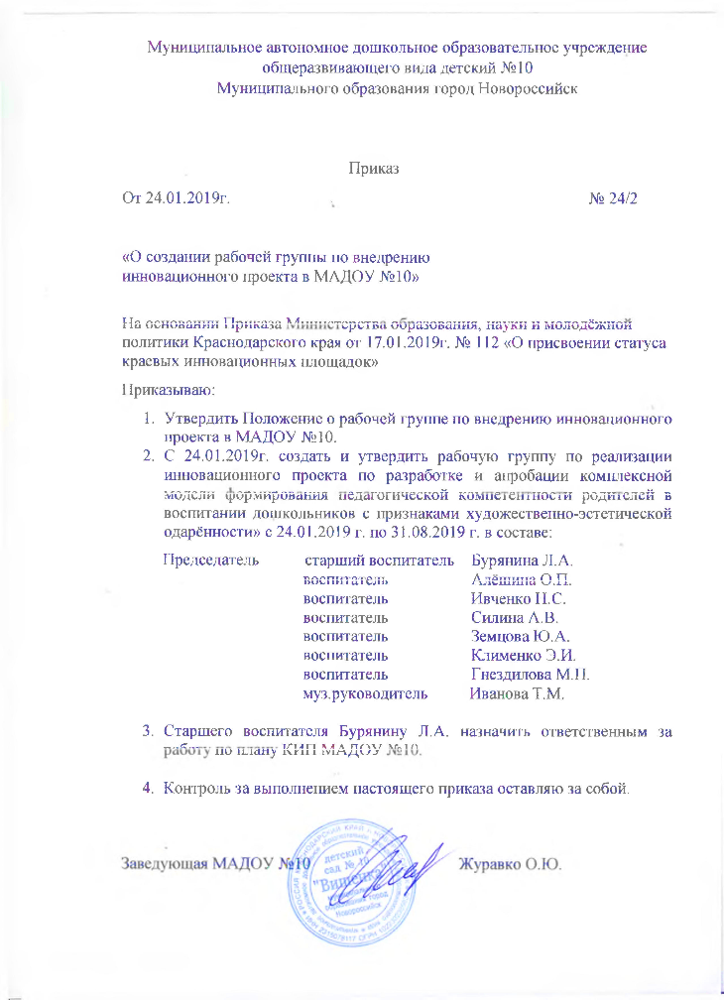 Муниципальное автономное дошкольное образовательное учреждение
общеразвивающего вида детский №10
Муниципального образования город Новороссийск
Приказ
От 24.01.2019г. № 24/2
«О создании рабочей группы по внедрению
инновационного проекта в МАДОУ №10»
На основании Приказа Министерства образования, науки и молодёжной
политики Краснодарского края от 17.01.2019г. № 112 «О присвоении статуса
краевых инновационных площадок»
Приказываю:
1. Утвердить Положение о рабочей группе по внедрению инновационного
проекта в МАДОУ №10.
2. С 24.01.2019г. создать и утвердить рабочую группу по реализации
инновационного проекта по разработке и апробации комплексной
модели формирования педагогической компетентности родителей в
воспитании дошкольников с признаками художественно-эстетической
одарённости» с 24.01.2019 г. по 31.08.2019 г. в составе:
Председатель старший воспитатель Бурянина Л.А.
воспитатель Алёшина О.П.
воспитатель Ивченко Н.С.
воспитатель Силина А.В.
воспитатель Земцова Ю.А.
воспитатель Клименко Э.И.
воспитатель Гнездилова М.Н.
муз.руководитель Иванова Т.М.
3. Старшего воспитателя Бурянину Л.А. назначить ответственным за
работу по плану КИП МАДОУ №10.
4. Контроль за выполнением настоящего приказа оставляю за собой.
Заведующая МАДОУ №10 Журавко О.Ю.
детский
сад № 10
"Вишенка"
город
Новороссийск